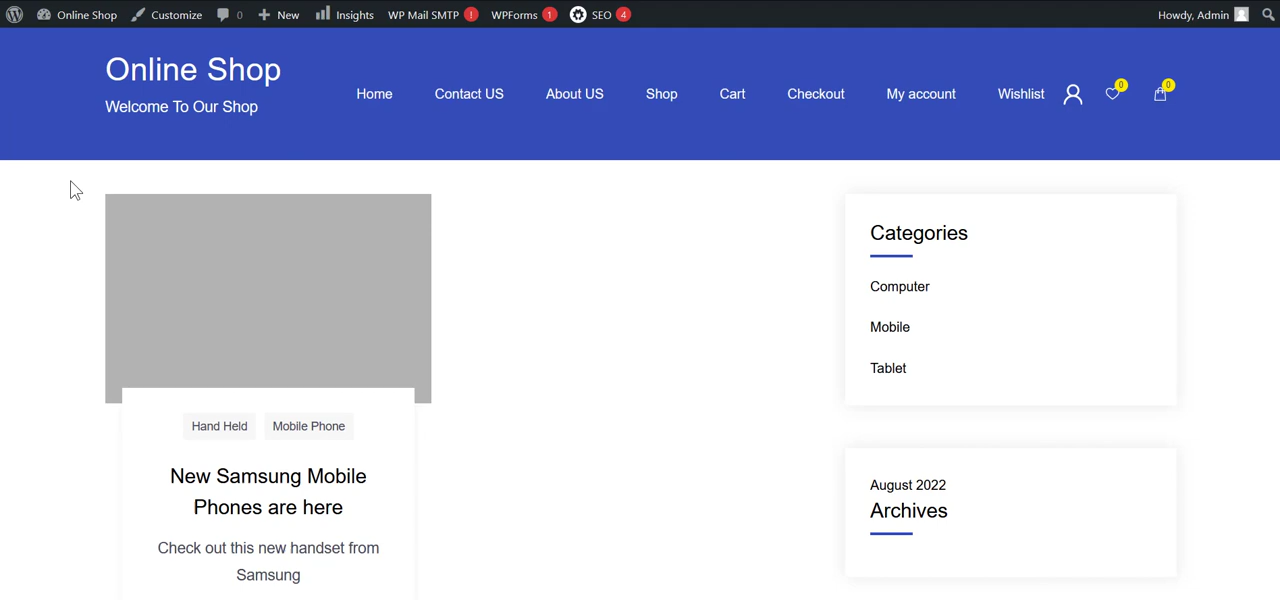 Online Shop Customize 0 New Insights WP Mail SMTP ! WPForms 1 SEO 4 Howdy, Admin
Online Shop
Welcome To Our Shop
Home Contact US About US Shop Cart Checkout My account Wishlist 0 0
Hand Held Mobile Phone
New Samsung Mobile
Phones are here
Check out this new handset from
Samsung
Categories
Computer
Mobile
Tablet
August 2022
Archives